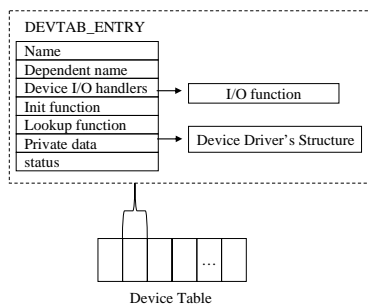 DEVTAB_ENTRY
Name
Dependent name
Device I/O handlers
Init function
Lookup function
Private data
status
I/O function
Device Driver's Structure
...
Device Table